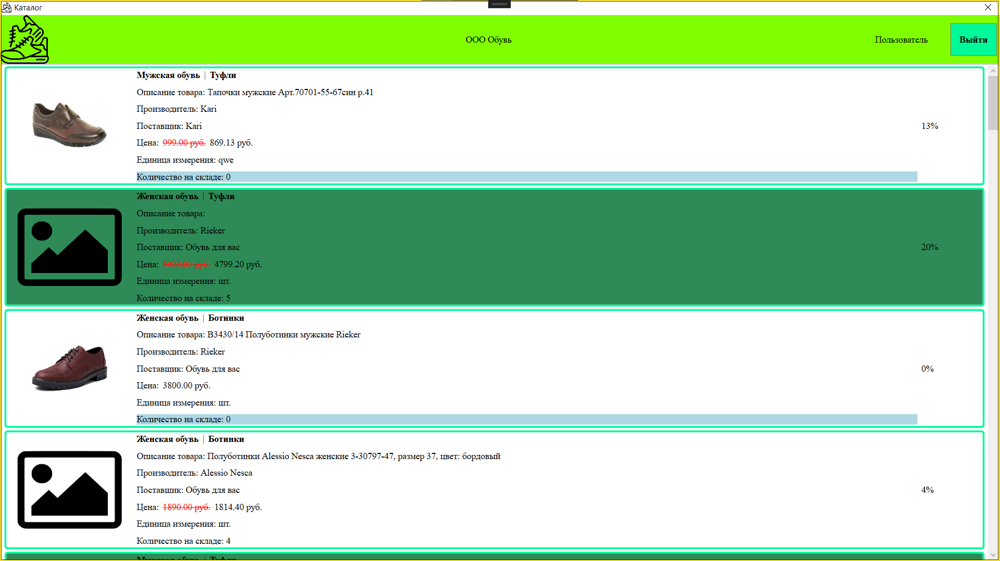 Каталог
ООО Обувь
Пользователь
Выйти
Мужская обувь | Туфли
Описание товара: Тапочки мужские Арт.70701-55-67син р.41
Производитель: Kari
Поставщик: Kari
13%
Цена: 999.00 руб. 869.13 руб.
Единица измерения: qwe
Количество на складе: 0
Женская обувь | Туфли
Описание товара:
Производитель: Rieker
Поставщик: Обувь для вас
20%
Цена: 5999.00 руб. 4799.20 руб.
Единица измерения: щт.
Количество на складе: 5
Женская обувь | Ботинки
Описание товара: B3430/14 Полуботинки мужские Rieker
Производитель: Rieker
Поставщик: Обувь для вас
0%
Цена: 3800.00 руб.
Единица измерения: шт.
Количество на складе: 0
Женская обувь | Ботинки
Описание товара: Полуботинки Alessio Nesca женские 3-30797-47, размер 37, цвет: бордовый
Производитель: Alessio Nesca
Поставщик: Обувь для вас
4%
Цена: 1890.00 руб. 1814.40 руб.
Единица измерения: шт.
Количество на складе: 4
Мужская обувь | Туфли